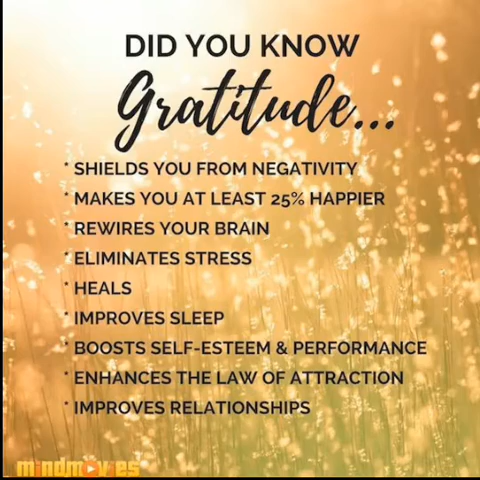 DID YOU KNOW
Gratitude...
* SHIELDS YOU FROM NEGATIVITY
* MAKES YOU AT LEAST 25% HAPPIER
* REWIRES YOUR BRAIN
* ELIMINATES STRESS
* HEALS
* IMPROVES SLEEP
* BOOSTS SELF-ESTEEM & PERFORMANCE
* ENHANCES THE LAW OF ATTRACTION
* IMPROVES RELATIONSHIPS
mindmovies